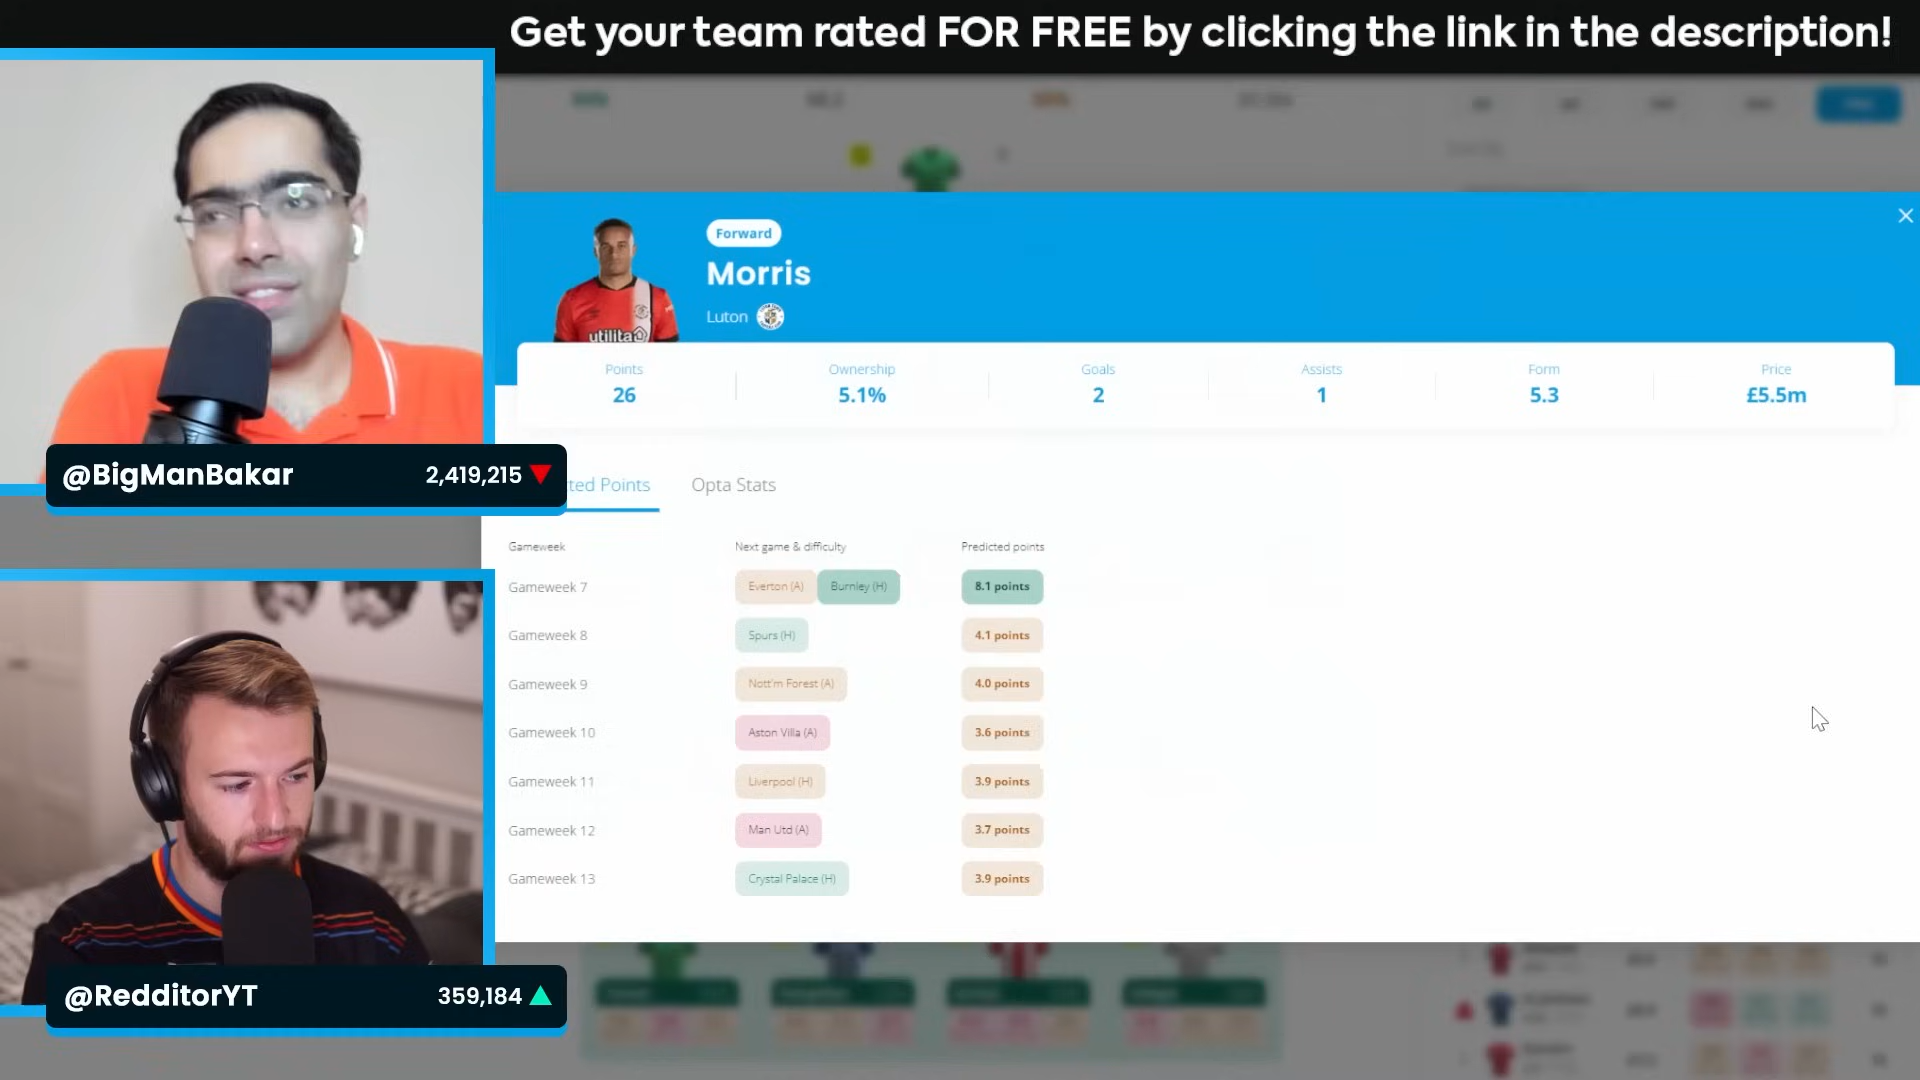 Get your team rated FOR FREE by clicking the link in the description!
Forward
Morris
Luton
utilita
Points
26
Ownership
5.1%
Goals
2
Assists
1
Form
5.3
Price
£5.5m
@BigManBakar 2,419,215
ted Points Opta Stats
Gameweek Next game & difficulty Predicted points
Gameweek 7 Everton (A) Burnley (H) 8.1 points
Gameweek 8 Spurs (H) 4.1 points
Gameweek 9 Nott'm Forest (A) 4.0 points
Gameweek 10 Aston Villa (A) 3.6 points
Gameweek 11 Liverpool (H) 3.9 points
Gameweek 12 Man Utd (A) 3.7 points
Gameweek 13 Crystal Palace (H) 3.9 points
@RedditorYT 359,184